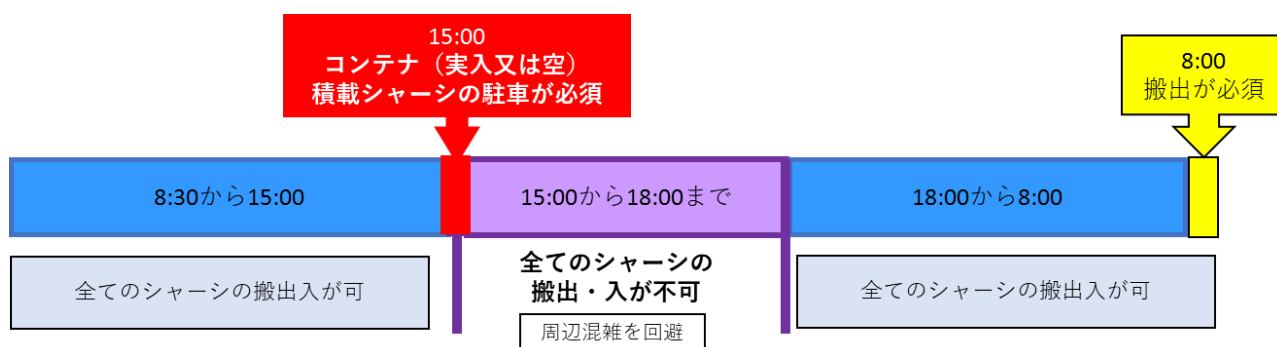 15:00
コンテナ（実入又は空）
積載シャーシの駐車が必須
8:00
搬出が必須
8:30から15:00
15:00から18:00まで
18:00から8:00
全てのシャーシの搬出入が可
全てのシャーシの
搬出・入が不可
周辺混雑を回避
全てのシャーシの搬出入が可